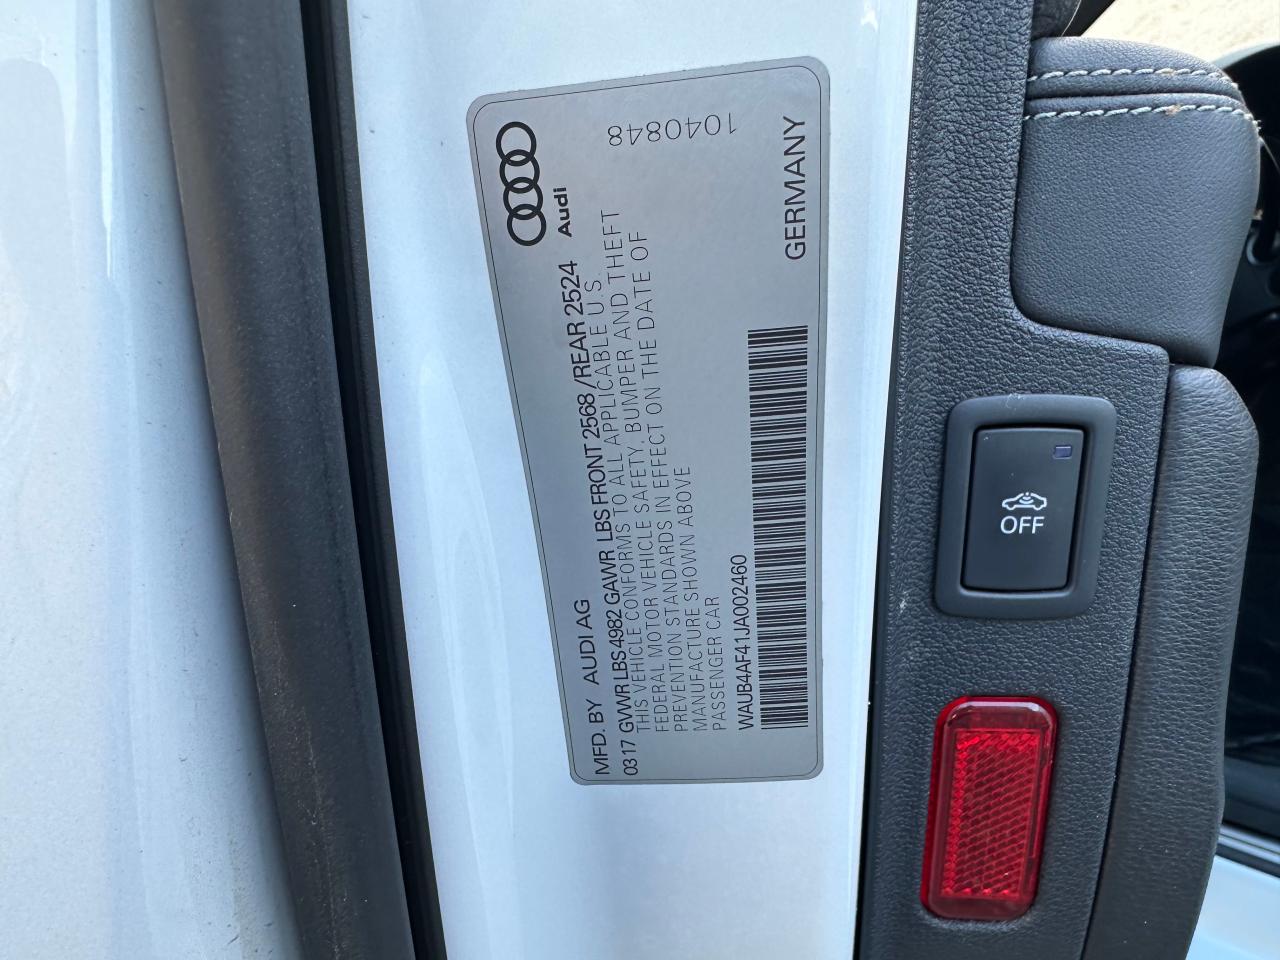 Audi
1040848
MFD. BY AUDI AG
03 17 GVWR LBS 4982 GAWR LBS FRONT 2568 / REAR 2524
THIS VEHICLE CONFORMS TO ALL APPLICABLE U S.
FEDERAL MOTOR VEHICLE SAFETY, BUMPER AND THEFT
PREVENTION STANDARDS IN EFFECT ON THE DATE OF
MANUFACTURE SHOWN ABOVE
PASSENGER CAR
WAUB4AF41JA002460
GERMANY
OFF